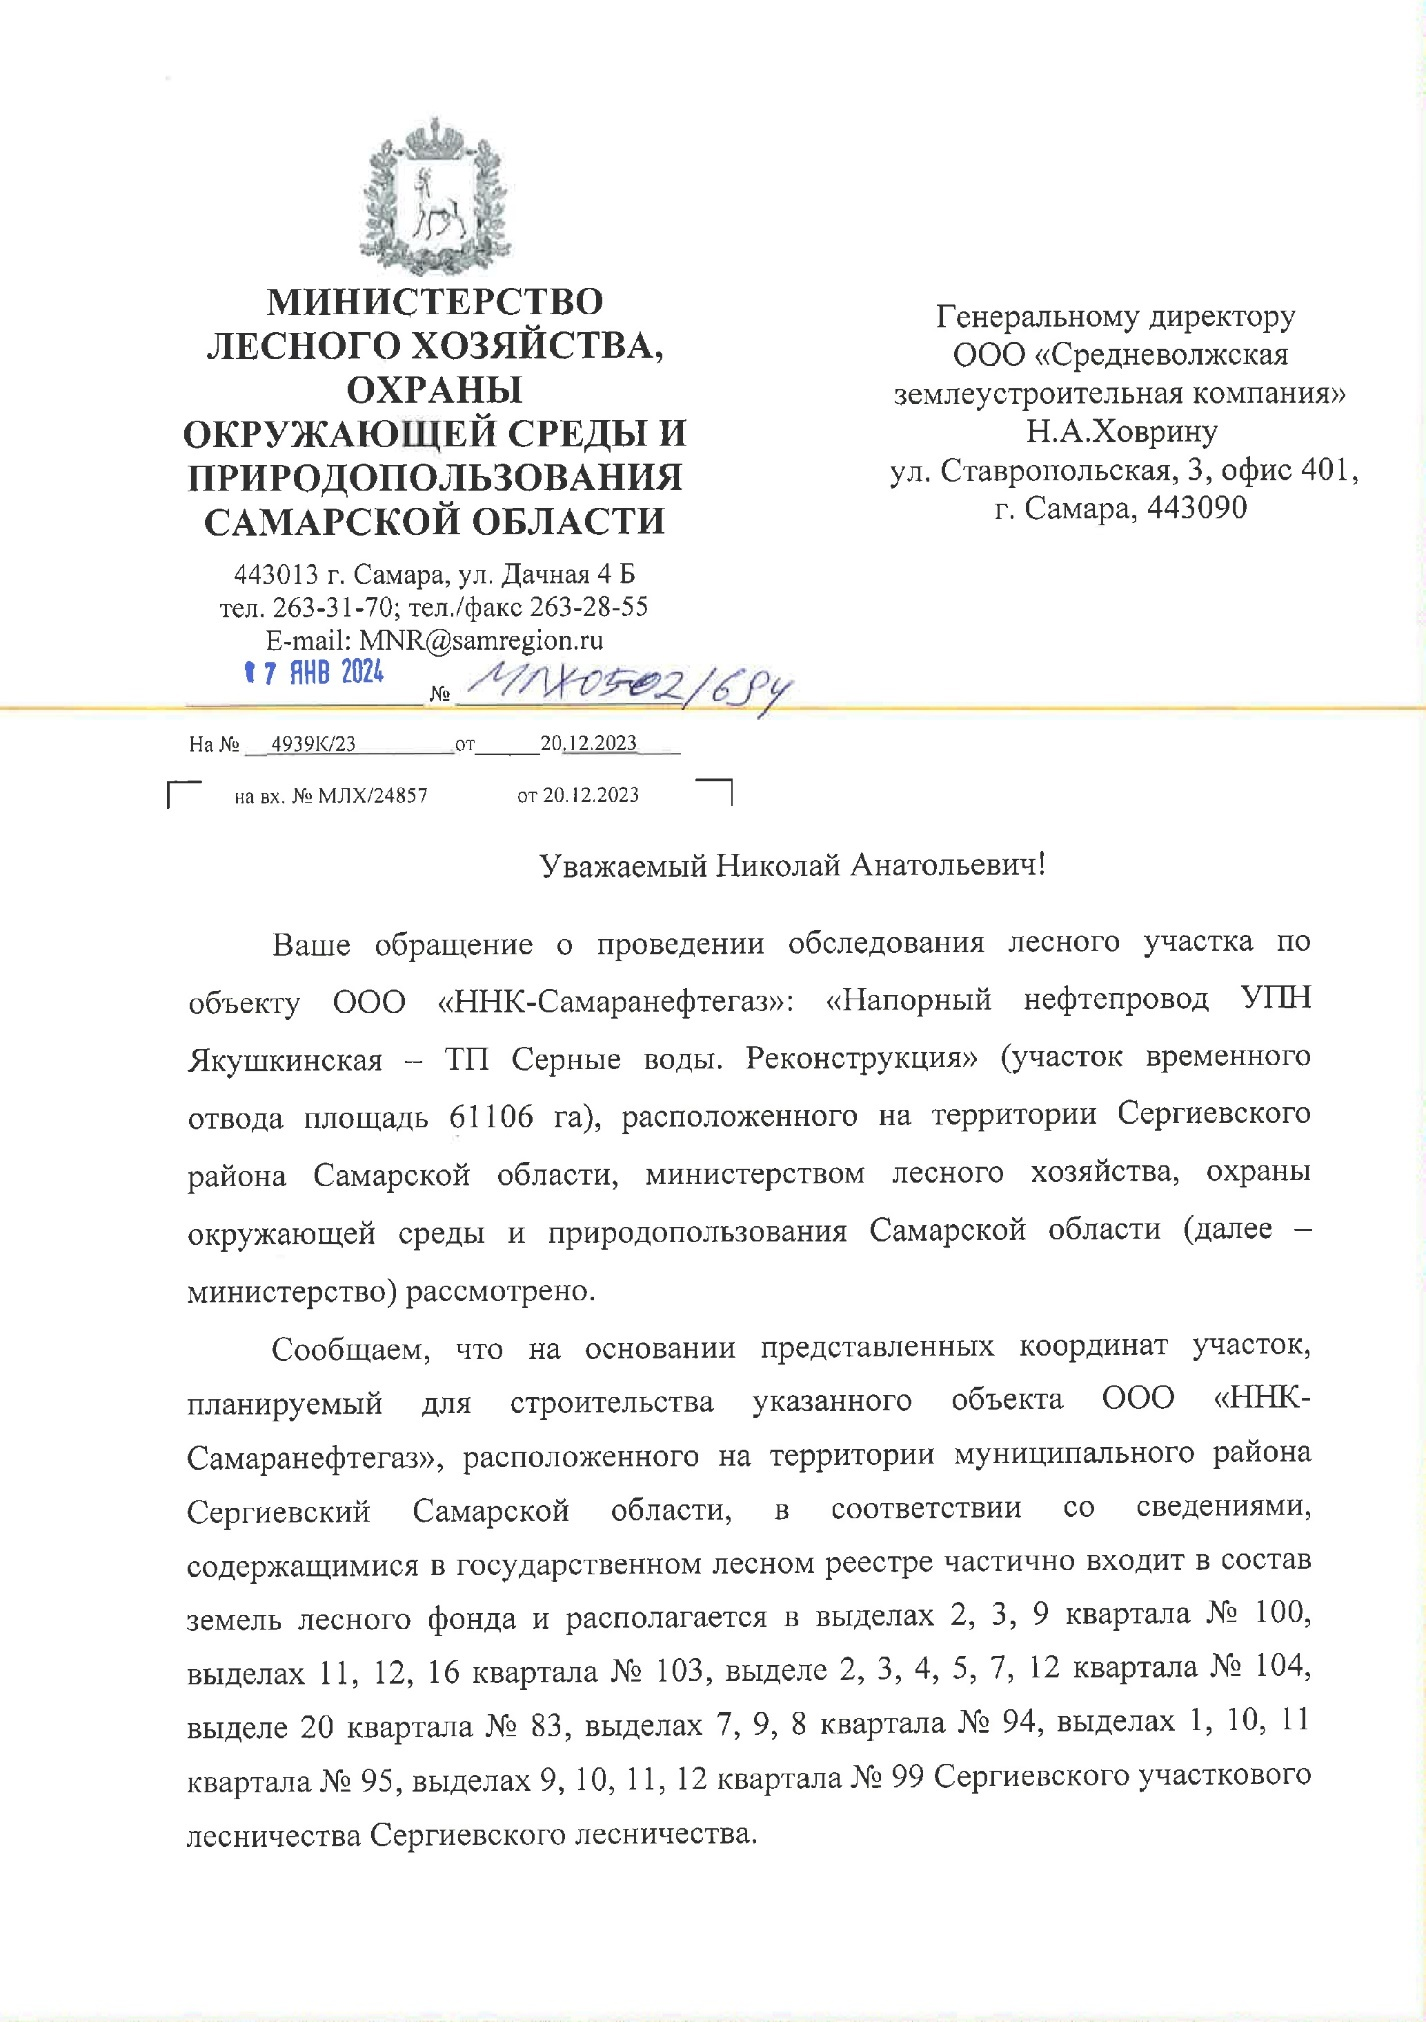 МИНИСТЕРСТВО
ЛЕСНОГО ХОЗЯЙСТВА,
ОХРАНЫ
ОКРУЖАЮЩЕЙ СРЕДЫ И
ПРИРОДОПОЛЬЗОВАНИЯ
САМАРСКОЙ ОБЛАСТИ
443013 г. Самара, ул. Дачная 4 Б
тел. 263-31-70; тел./факс 263-28-55
E-mail: MNR@samregion.ru
17 ЯНВ 2024 № МЛХ0502/694
На № 4939К/23 от 20.12.2023
на вх. № МЛХ/24857 от 20.12.2023
Генеральному директору
ООО «Средневолжская
землеустроительная компания»
Н.А.Ховрину
ул. Ставропольская, 3, офис 401,
г. Самара, 443090
Уважаемый Николай Анатольевич!
Ваше обращение о проведении обследования лесного участка по
объекту ООО «ННК-Самаранефтегаз»: «Напорный нефтепровод УПН
Якушкинская – ТП Серные воды. Реконструкция» (участок временного
отвода площадь 61106 га), расположенного на территории Сергиевского
района Самарской области, министерством лесного хозяйства, охраны
окружающей среды и природопользования Самарской области (далее –
министерство) рассмотрено.
Сообщаем, что на основании представленных координат участок,
планируемый для строительства указанного объекта ООО «ННК-
Самаранефтегаз», расположенного на территории муниципального района
Сергиевский Самарской области, в соответствии со сведениями,
содержащимися в государственном лесном реестре частично входит в состав
земель лесного фонда и располагается в выделах 2, 3, 9 квартала № 100,
выделах 11, 12, 16 квартала № 103, выделе 2, 3, 4, 5, 7, 12 квартала № 104,
выделе 20 квартала № 83, выделах 7, 9, 8 квартала № 94, выделах 1, 10, 11
квартала № 95, выделах 9, 10, 11, 12 квартала № 99 Сергиевского участкового
лесничества Сергиевского лесничества.